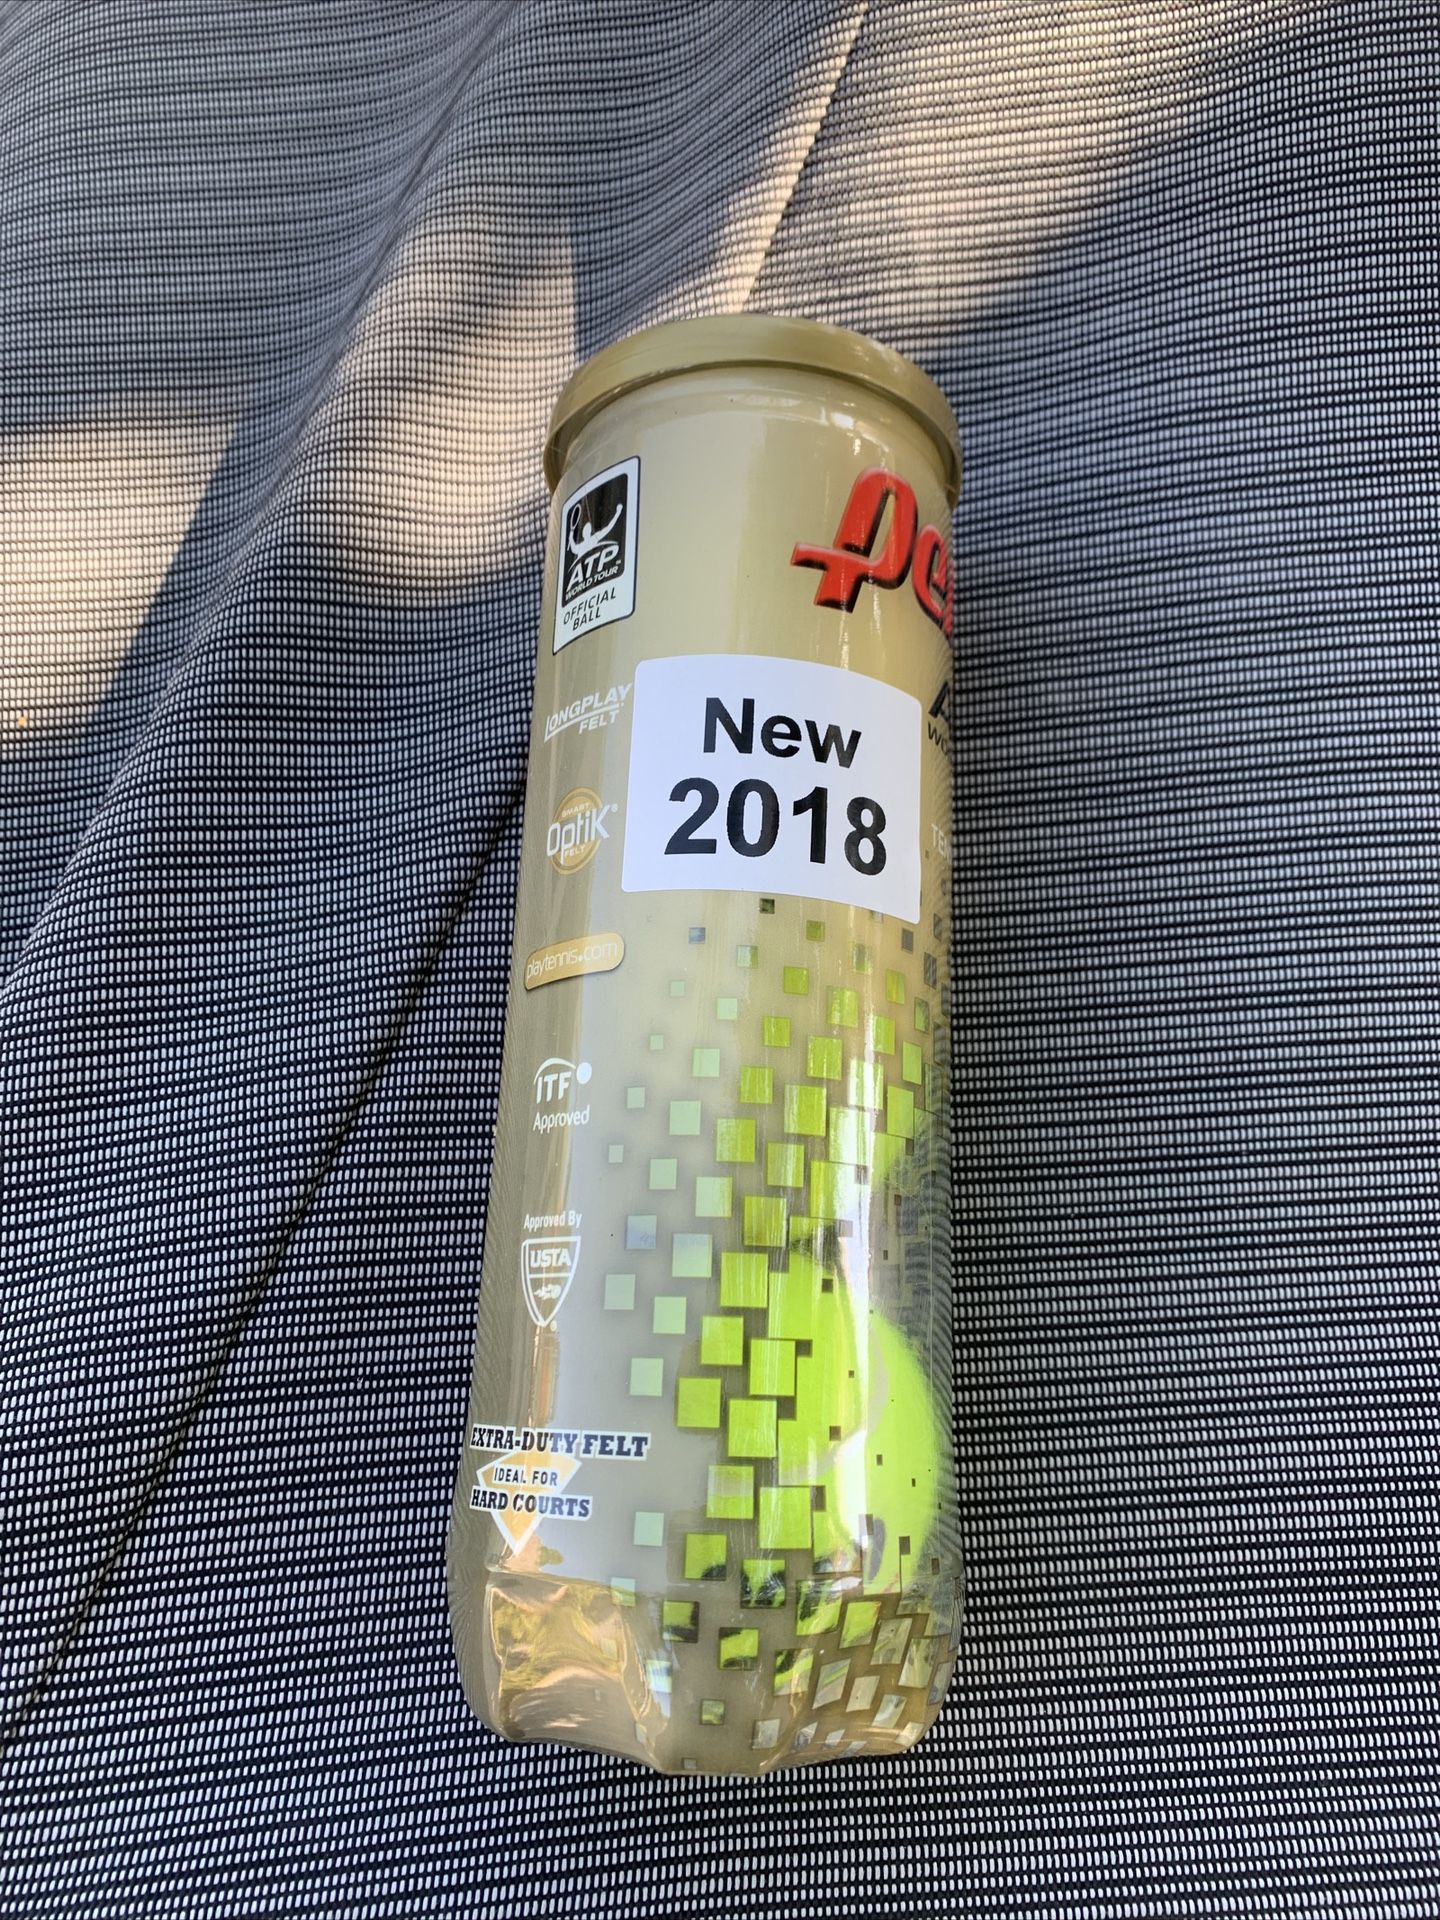 ATP
WORLD TOUR™
OFFICIAL
BALL
LONGPLAY
FELT
New
2018
SMART
OptiK®
FELT
playtennis.com
ITF
Approved
Approved By
USTA
®
EXTRA-DUTY FELT
IDEAL FOR
HARD COURTS